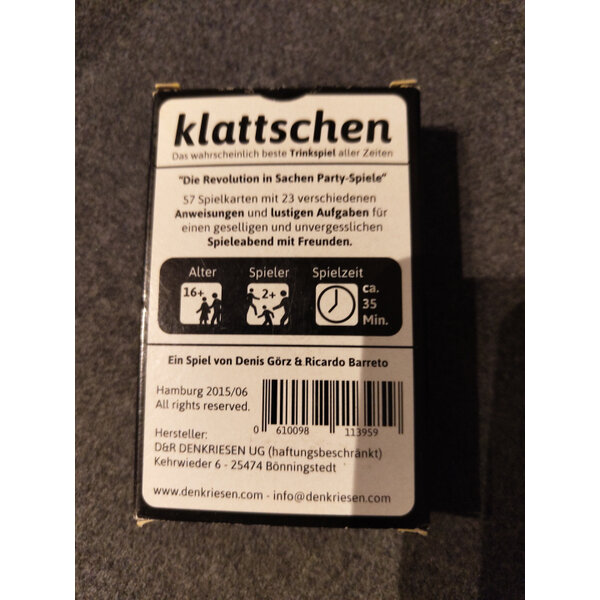 klattschen
Das wahrscheinlich beste Trinkspiel aller Zeiten
"Die Revolution in Sachen Party-Spiele"
57 Spielkarten mit 23 verschiedenen
Anweisungen und lustigen Aufgaben für
einen geselligen und unvergesslichen
Spieleabend mit Freunden.
Alter Spieler Spielzeit
16+ 2+ ca.
35
Min.
Ein Spiel von Denis Görz & Ricardo Barreto
Hamburg 2015/06
All rights reserved.
0 610098 113959
Hersteller:
D&R DENKRIESEN UG (haftungsbeschränkt)
Kehrwieder 6 - 25474 Bönningstedt
www.denkriesen.com - info@denkriesen.com